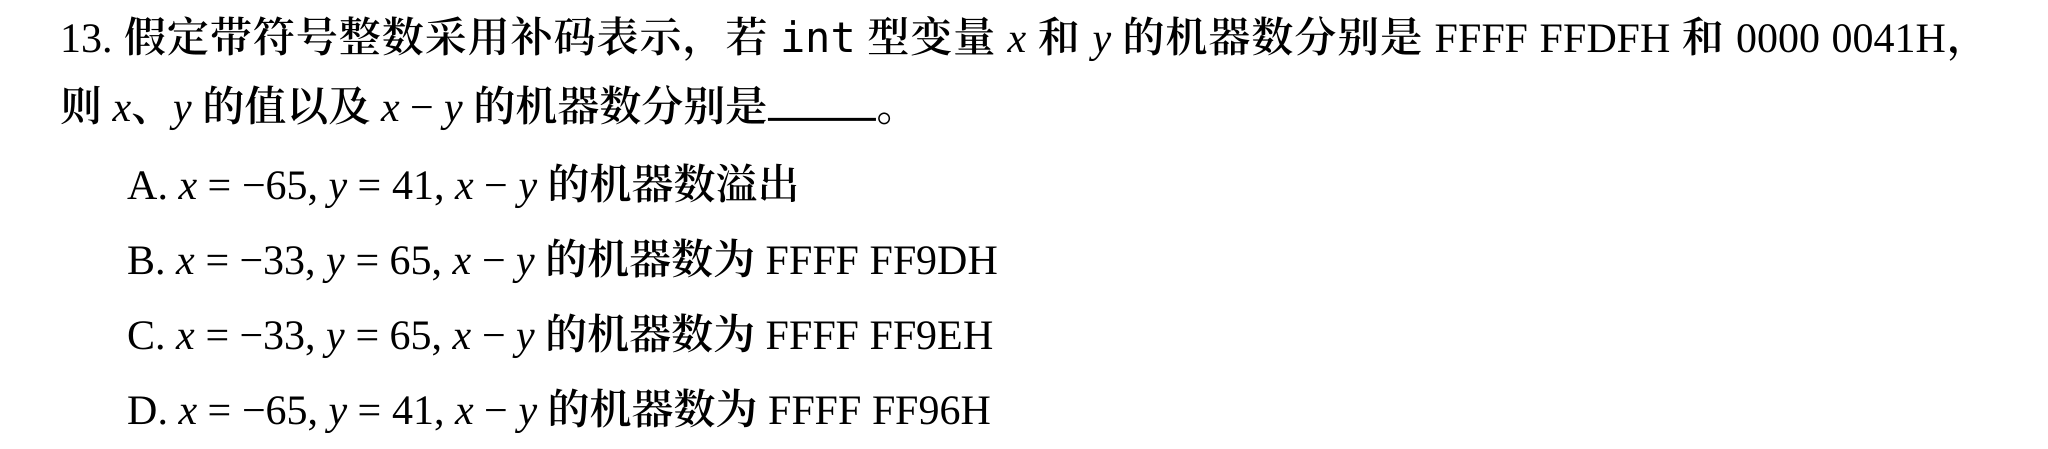 13. 假定带符号整数采用补码表示，若 int 型变量 x 和 y 的机器数分别是 FFFF FFDFH 和 0000 0041H，
则 x、y 的值以及 x − y 的机器数分别是_____。
A. x = −65, y = 41, x − y 的机器数溢出
B. x = −33, y = 65, x − y 的机器数为 FFFF FF9DH
C. x = −33, y = 65, x − y 的机器数为 FFFF FF9EH
D. x = −65, y = 41, x − y 的机器数为 FFFF FF96H